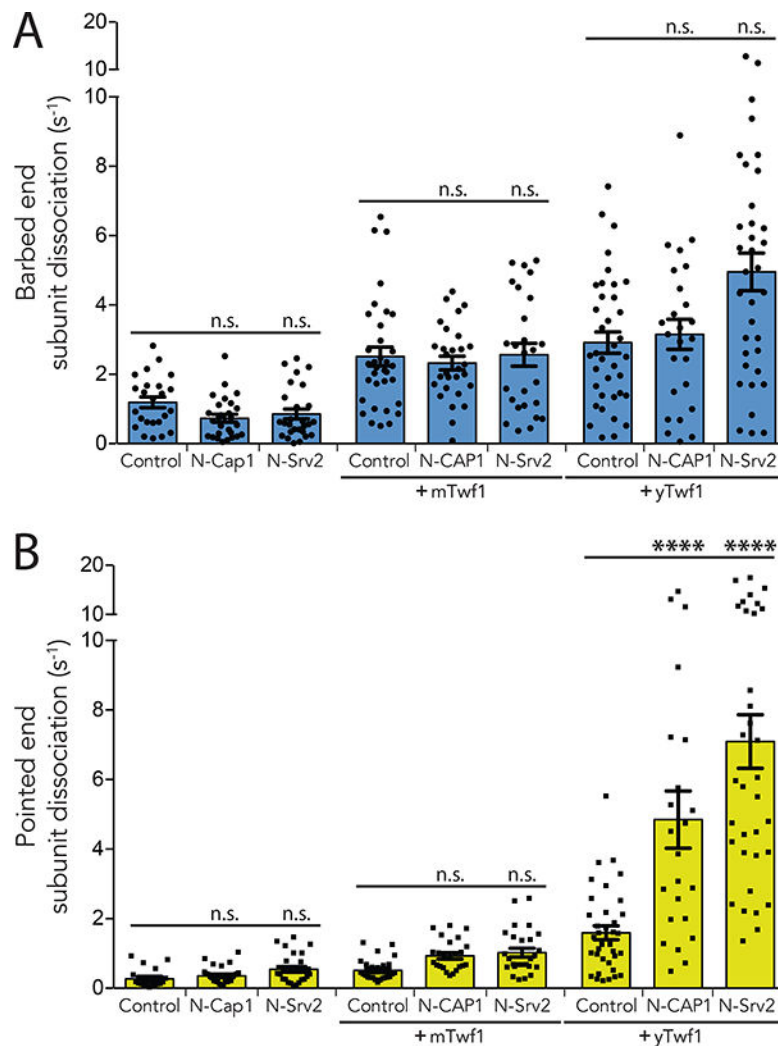 A
Barbed end
subunit dissociation (s⁻¹)
20
10
8
6
4
2
0
n.s. n.s.
n.s. n.s.
n.s. n.s.
Control N-Cap1 N-Srv2 Control N-CAP1 N-Srv2 Control N-CAP1 N-Srv2
+ mTwf1 + yTwf1
B
Pointed end
subunit dissociation (s⁻¹)
20
10
10
8
6
4
2
0
n.s. n.s.
n.s. n.s.
**** ****
Control N-Cap1 N-Srv2 Control N-CAP1 N-Srv2 Control N-CAP1 N-Srv2
+ mTwf1 + yTwf1